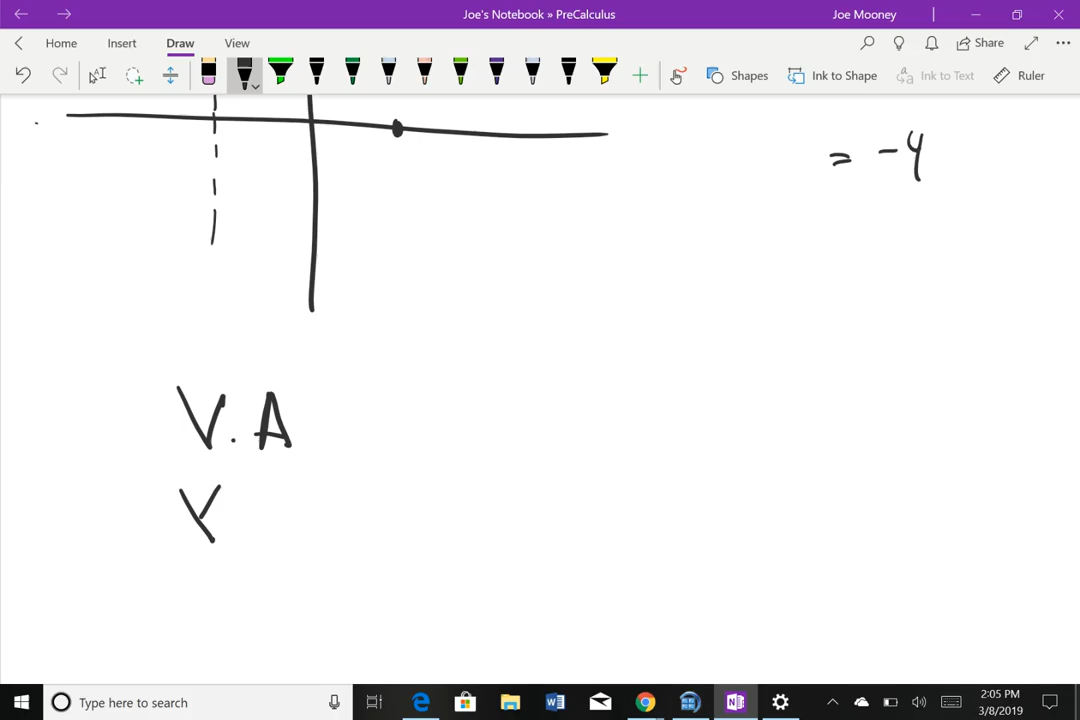 Joe's Notebook » PreCalculus
Joe Mooney
Home Insert Draw View
Share
Shapes
Ink to Shape
Ink to Text
Ruler
= -4
V. A
Type here to search
2:05 PM
3/8/2019